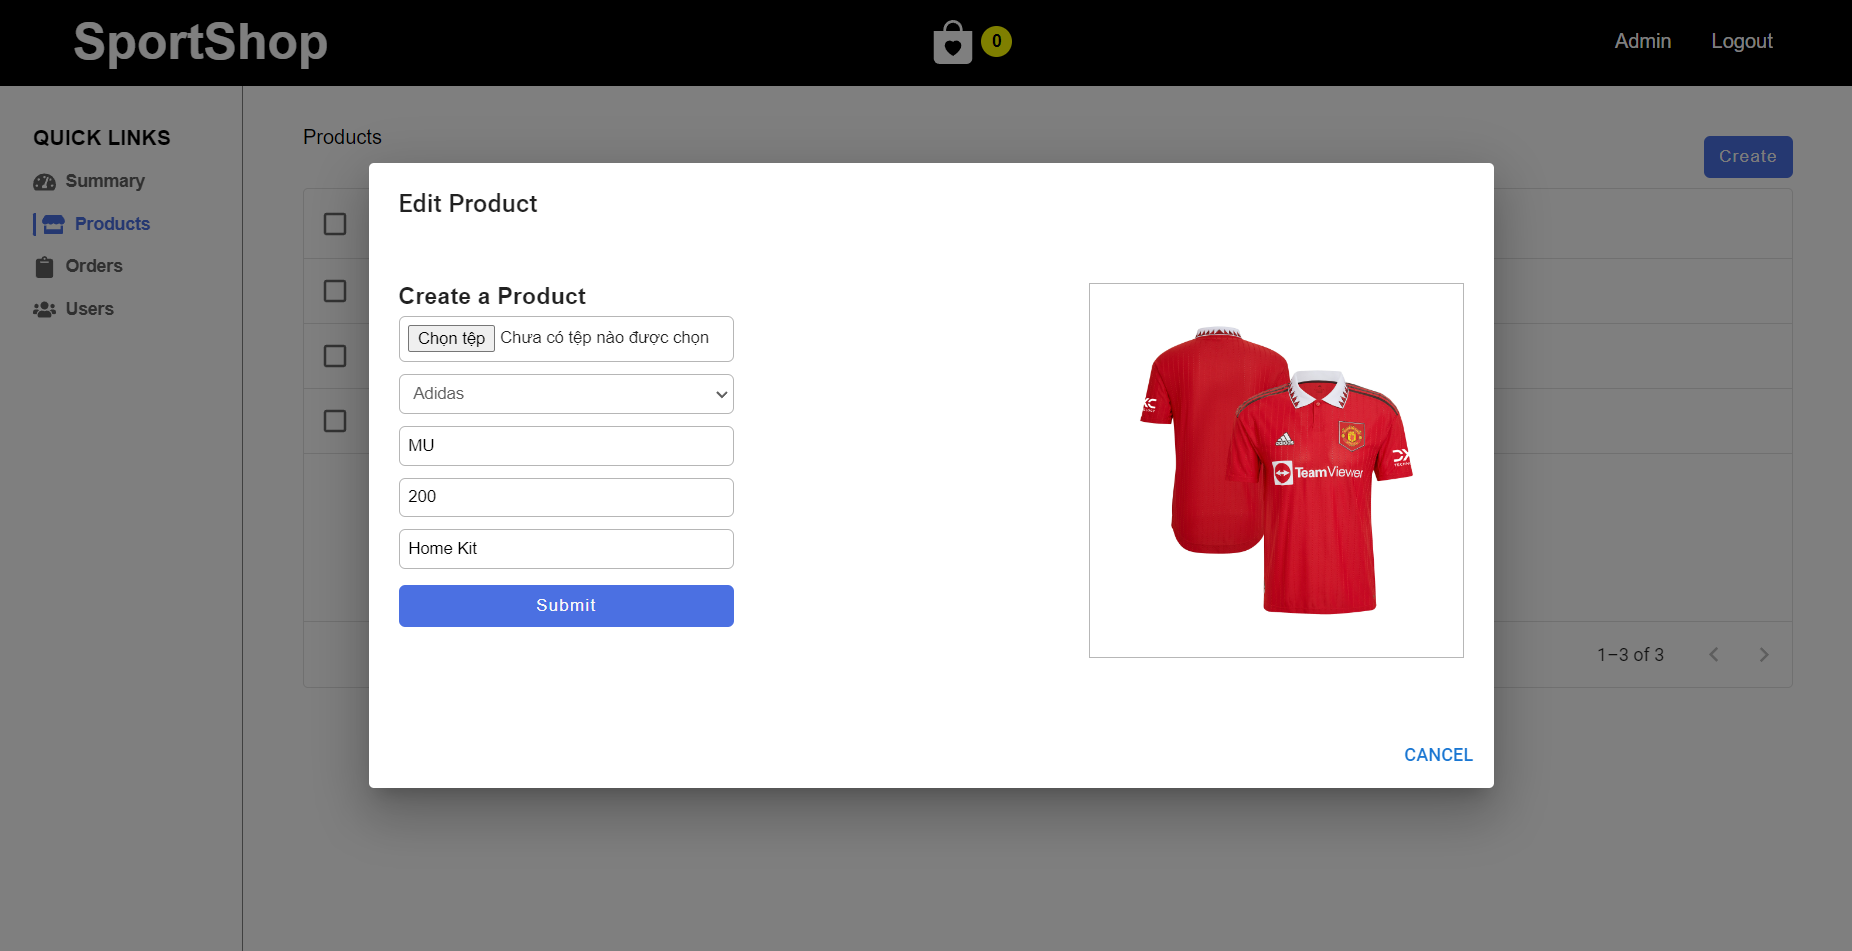 SportShop
0
Admin
Logout
QUICK LINKS
Summary
Products
Orders
Users
Products
Create
Edit Product
Create a Product
Chọn tệp Chưa có tệp nào được chọn
Adidas
MU
200
Home Kit
Submit
adidas
TeamViewer
1–3 of 3
CANCEL